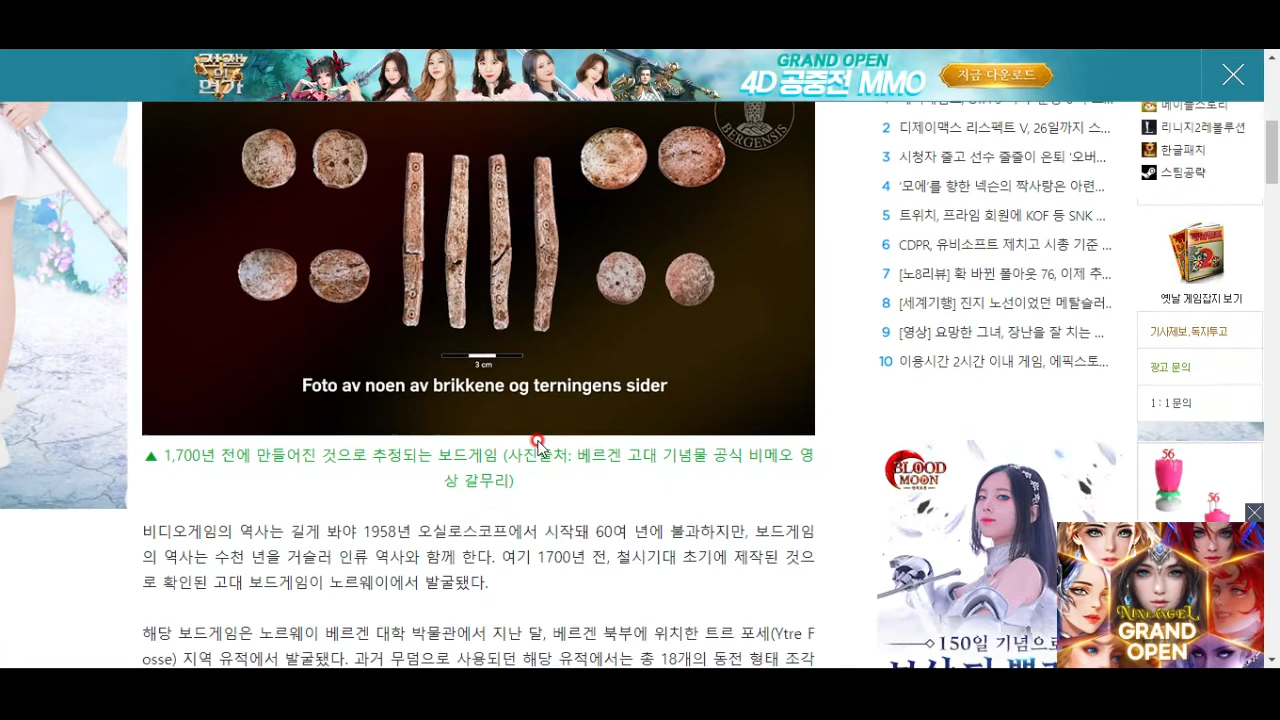 전쟁의 연가
GRAND OPEN
4D 공중전 MMO
지금 다운로드
BERGENSIS
3 cm
Foto av noen av brikkene og terningens sider
▲ 1,700년 전에 만들어진 것으로 추정되는 보드게임 (사진출처: 베르겐 고대 기념물 공식 비메오 영
상 갈무리)
비디오게임의 역사는 길게 봐야 1958년 오실로스코프에서 시작돼 60여 년에 불과하지만, 보드게임
의 역사는 수천 년을 거슬러 인류 역사와 함께 한다. 여기 1700년 전, 철시기대 초기에 제작된 것으
로 확인된 고대 보드게임이 노르웨이에서 발굴됐다.
해당 보드게임은 노르웨이 베르겐 대학 박물관에서 지난 달, 베르겐 북부에 위치한 트르 포세(Ytre F
osse) 지역 유적에서 발굴됐다. 과거 무덤으로 사용되던 해당 유적에서는 총 18개의 동전 형태 조각
2 디제이맥스 리스펙트 V, 26일까지 스...
3 시청자 줄고 선수 줄줄이 은퇴 '오버...
4 '모에'를 향한 넥슨의 짝사랑은 아련...
5 트위치, 프라임 회원에 KOF 등 SNK ...
6 CDPR, 유비소프트 제치고 시총 기준 ...
7 [노8리뷰] 확 바뀐 폴아웃 76, 이제 추...
8 [세계기행] 진지 노선이었던 메탈슬러..
9 [영상] 요망한 그녀, 장난을 잘 치는 ...
10 이용시간 2시간 이내 게임, 에픽스토...
메이플스토리
리니지2레볼루션
한글패치
스팀공략
옛날 게임잡지 보기
기사제보,독자투고
광고 문의
1 : 1 문의
56
56
BLOOD MOON
150일 기념으로
NINEANGEL
GRAND
OPEN